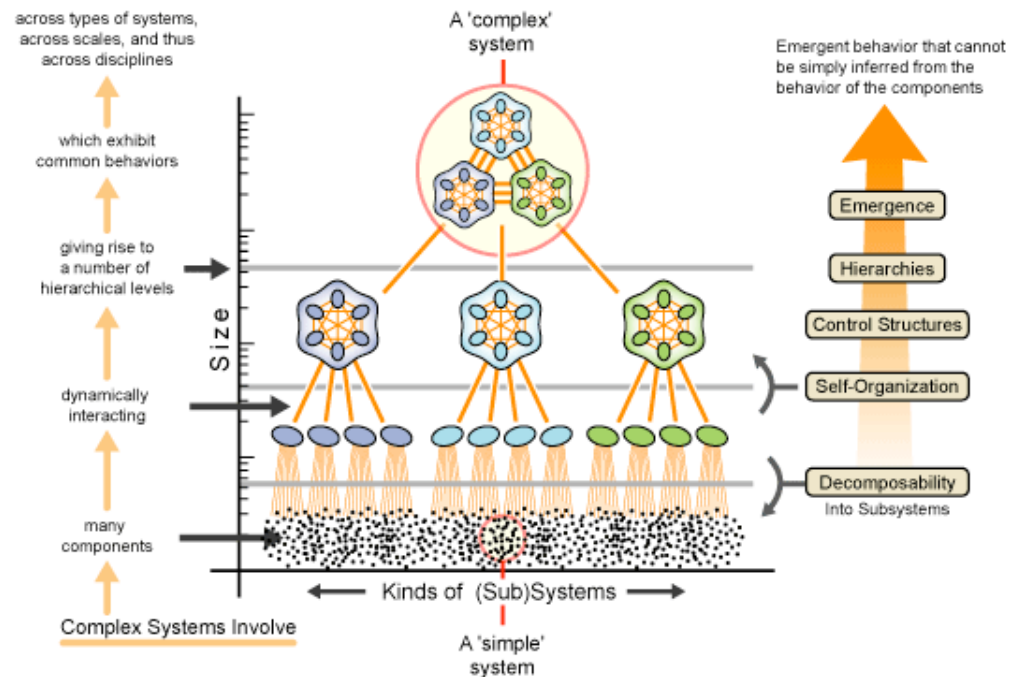 across types of systems,
across scales, and thus
across disciplines
which exhibit
common behaviors
giving rise to
a number of
hierarchical levels
dynamically
interacting
many
components
Complex Systems Involve
A 'complex'
system
Size
Kinds of (Sub)Systems
A 'simple'
system
Emergent behavior that cannot
be simply inferred from the
behavior of the components
Emergence
Hierarchies
Control Structures
Self-Organization
Decomposability
Into Subsystems